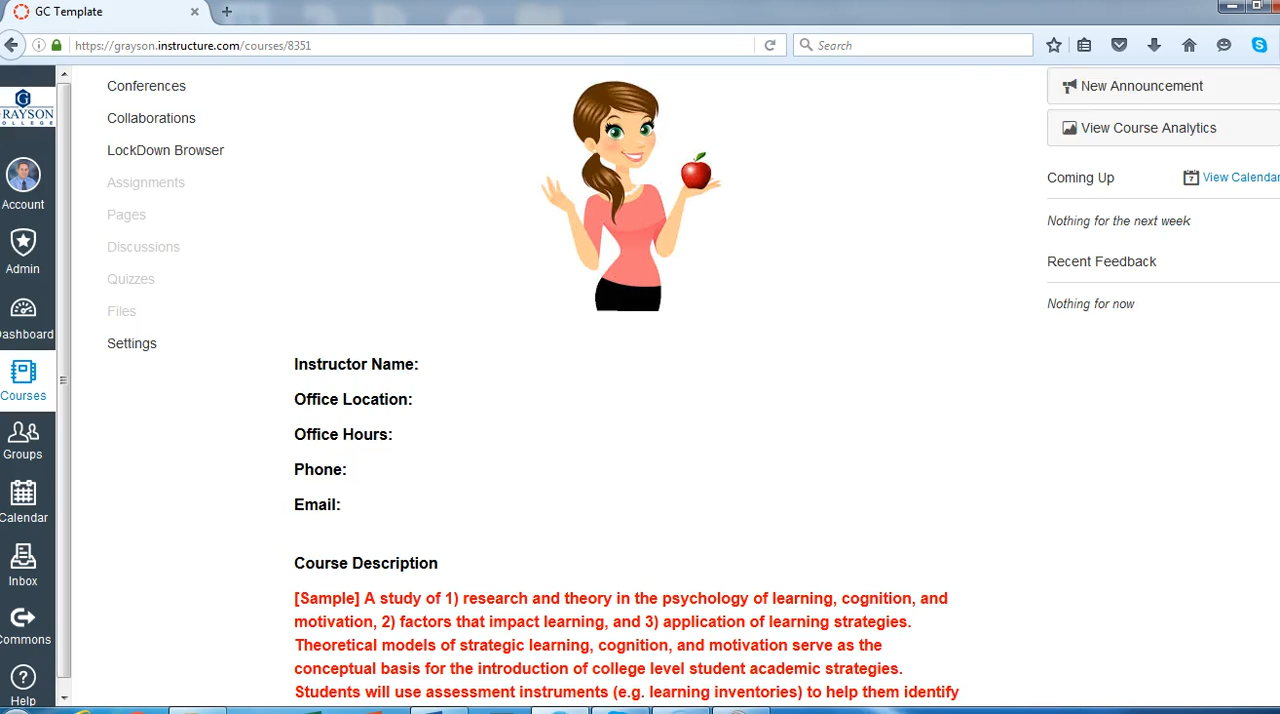 GC Template
https://grayson.instructure.com/courses/8351
Search
GRAYSON
COLLEGE
Account
Admin
Dashboard
Courses
Groups
Calendar
Inbox
Commons
Help
Conferences
Collaborations
LockDown Browser
Assignments
Pages
Discussions
Quizzes
Files
Settings
Instructor Name:
Office Location:
Office Hours:
Phone:
Email:
Course Description
[Sample] A study of 1) research and theory in the psychology of learning, cognition, and
motivation, 2) factors that impact learning, and 3) application of learning strategies.
Theoretical models of strategic learning, cognition, and motivation serve as the
conceptual basis for the introduction of college level student academic strategies.
Students will use assessment instruments (e.g. learning inventories) to help them identify
New Announcement
View Course Analytics
Coming Up
7 View Calendar
Nothing for the next week
Recent Feedback
Nothing for now